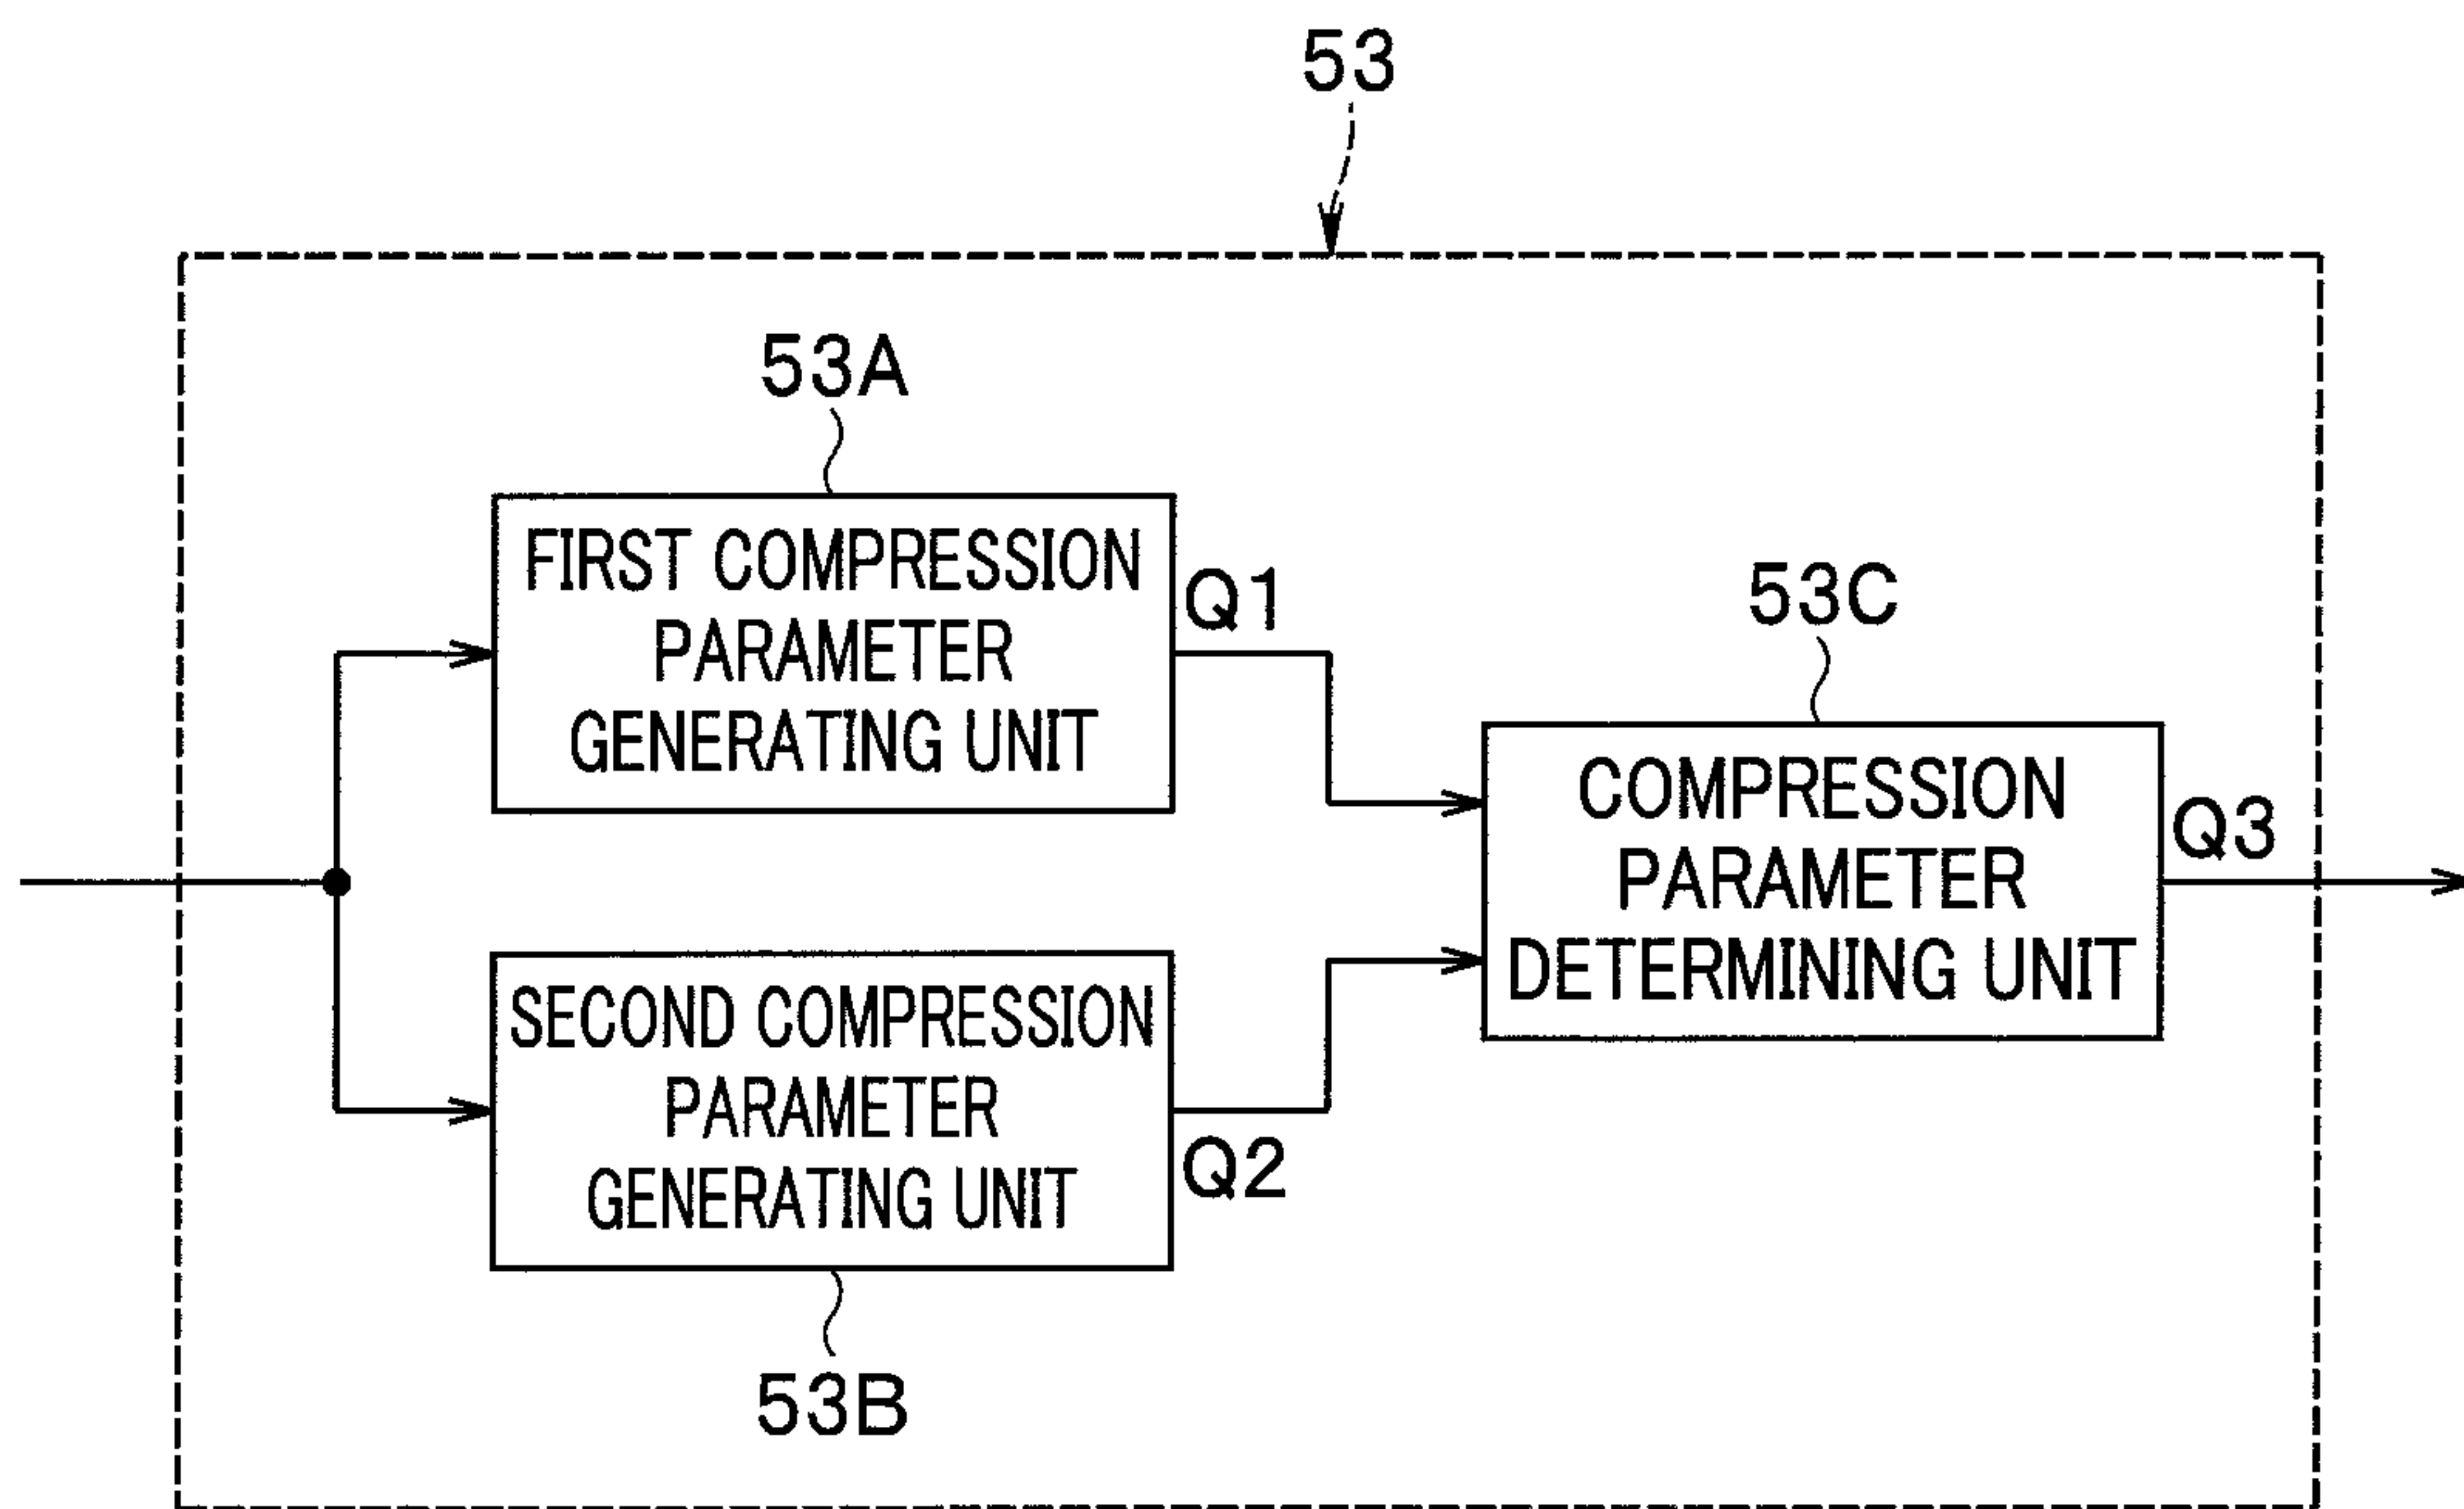 53
53A
FIRST COMPRESSION
PARAMETER
GENERATING UNIT
Q1
53C
COMPRESSION
PARAMETER
DETERMINING UNIT
Q3
SECOND COMPRESSION
PARAMETER
GENERATING UNIT
Q2
53B